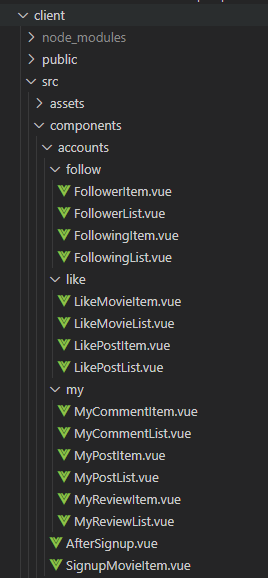 client
node_modules
public
src
assets
components
accounts
follow
FollowerItem.vue
FollowerList.vue
FollowingItem.vue
FollowingList.vue
like
LikeMovieItem.vue
LikeMovieList.vue
LikePostItem.vue
LikePostList.vue
my
MyCommentItem.vue
MyCommentList.vue
MyPostItem.vue
MyPostList.vue
MyReviewItem.vue
MyReviewList.vue
AfterSignup.vue
SignupMovieItem.vue